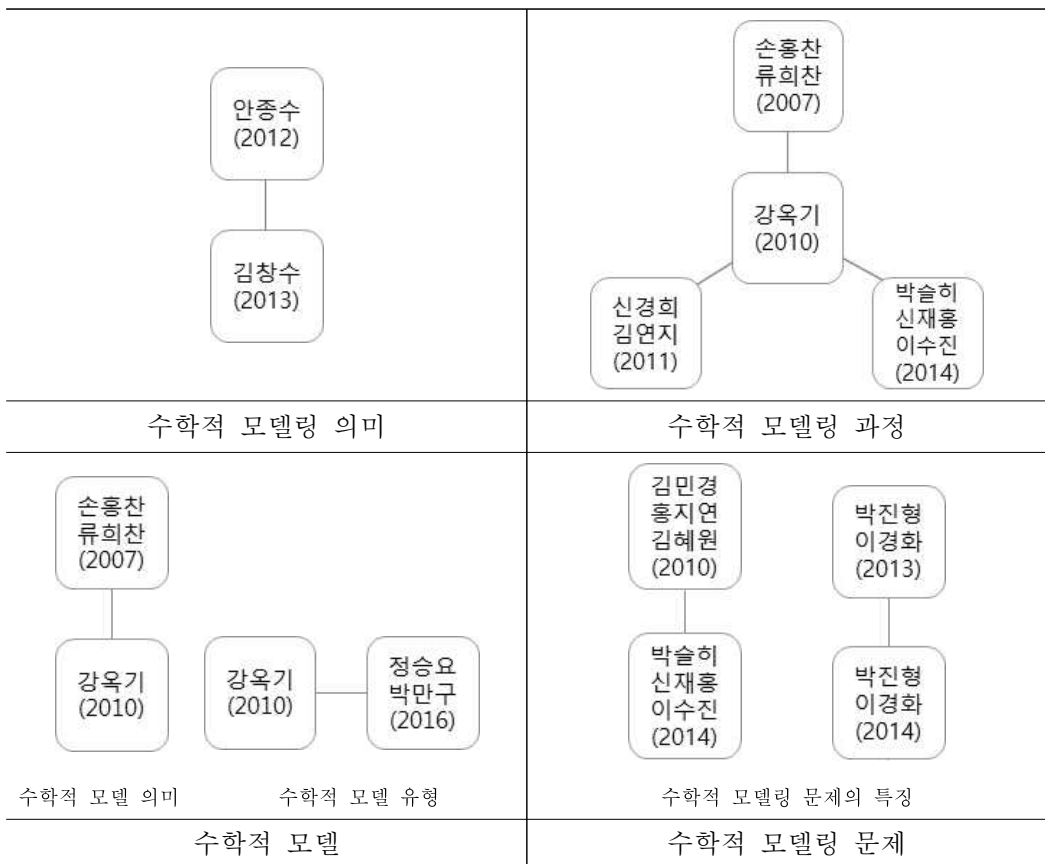 안종수
(2012)
김창수
(2013)
수학적 모델링 의미
손홍찬
류희찬
(2007)
강옥기
(2010)
신경희
김연지
(2011)
박슬히
신재홍
이수진
(2014)
수학적 모델링 과정
손홍찬
류희찬
(2007)
강옥기
(2010)
수학적 모델 의미
강옥기
(2010)
정승요
박만구
(2016)
수학적 모델 유형
수학적 모델
김민경
홍지연
김혜원
(2010)
박슬히
신재홍
이수진
(2014)
박진형
이경화
(2013)
박진형
이경화
(2014)
수학적 모델링 문제의 특징
수학적 모델링 문제